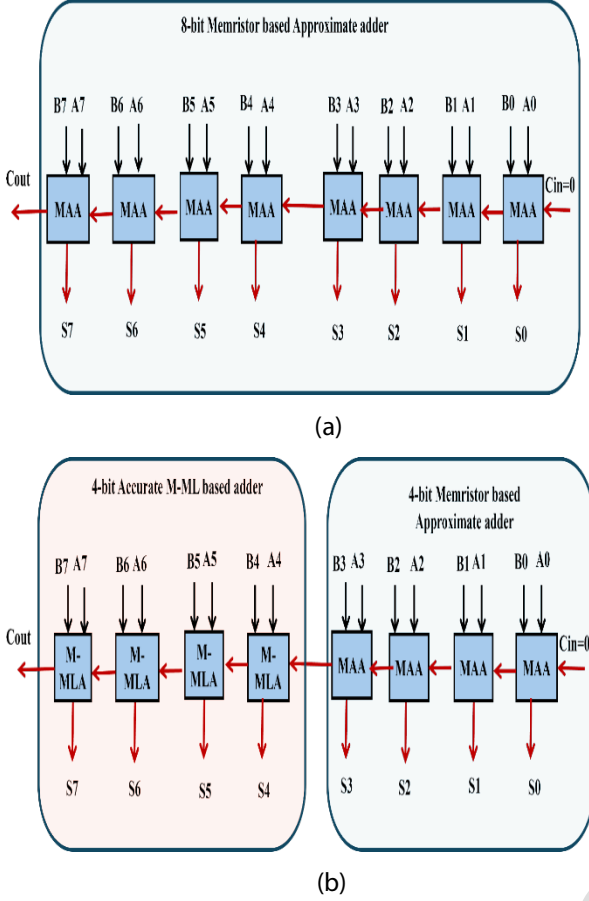 8-bit Memristor based Approximate adder
B7 A7 B6 A6 B5 A5 B4 A4 B3 A3 B2 A2 B1 A1 B0 A0
Cout Cin=0
MAA MAA MAA MAA MAA MAA MAA MAA
S7 S6 S5 S4 S3 S2 S1 S0
(a)
4-bit Accurate M-ML based adder
4-bit Memristor based
Approximate adder
B7 A7 B6 A6 B5 A5 B4 A4 B3 A3 B2 A2 B1 A1 B0 A0
Cout Cin=0
M-
MLA
M-
MLA
M-
MLA
M-
MLA
MAA MAA MAA MAA
S7 S6 S5 S4 S3 S2 S1 S0
(b)